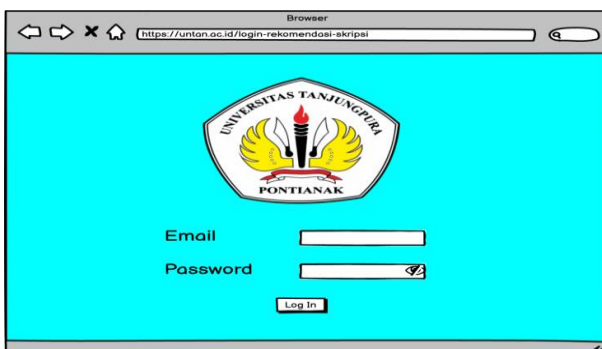 Browser
https://untan.ac.id/login-rekomendasi-skripsi
UNIVERSITAS TANJUNGPURA
PONTIANAK
Email
Password
Log In